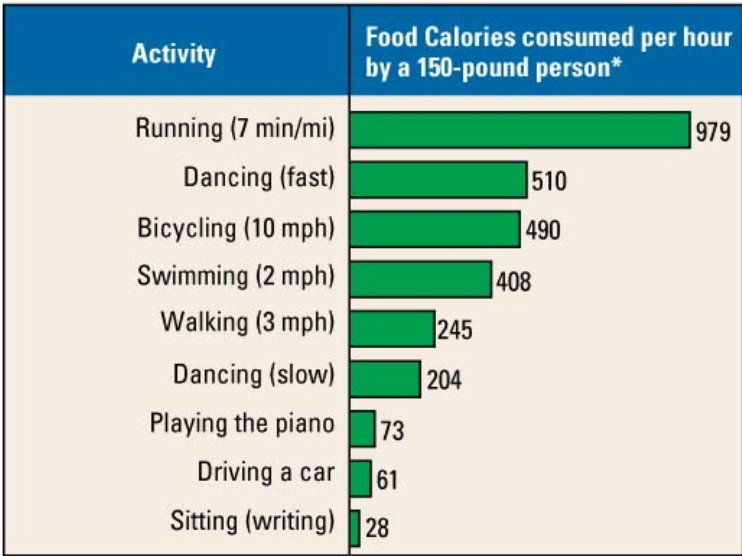 Activity
Food Calories consumed per hour
by a 150-pound person*
Running (7 min/mi) 979
Dancing (fast) 510
Bicycling (10 mph) 490
Swimming (2 mph) 408
Walking (3 mph) 245
Dancing (slow) 204
Playing the piano 73
Driving a car 61
Sitting (writing) 28